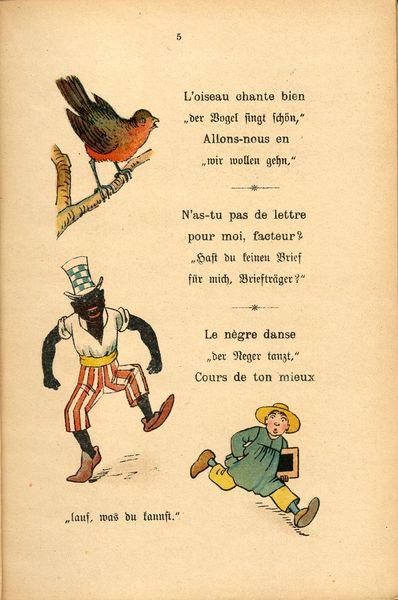 5
L'oiseau chante bien
„der Vogel singt schön,“
Allons-nous en
„wir wollen gehn,“
N'as-tu pas de lettre
pour moi, facteur?
„Hast du keinen Brief
für mich, Briefträger?“
Le nègre danse
„der Neger tanzt,“
Cours de ton mieux
„lauf, was du kannst.“